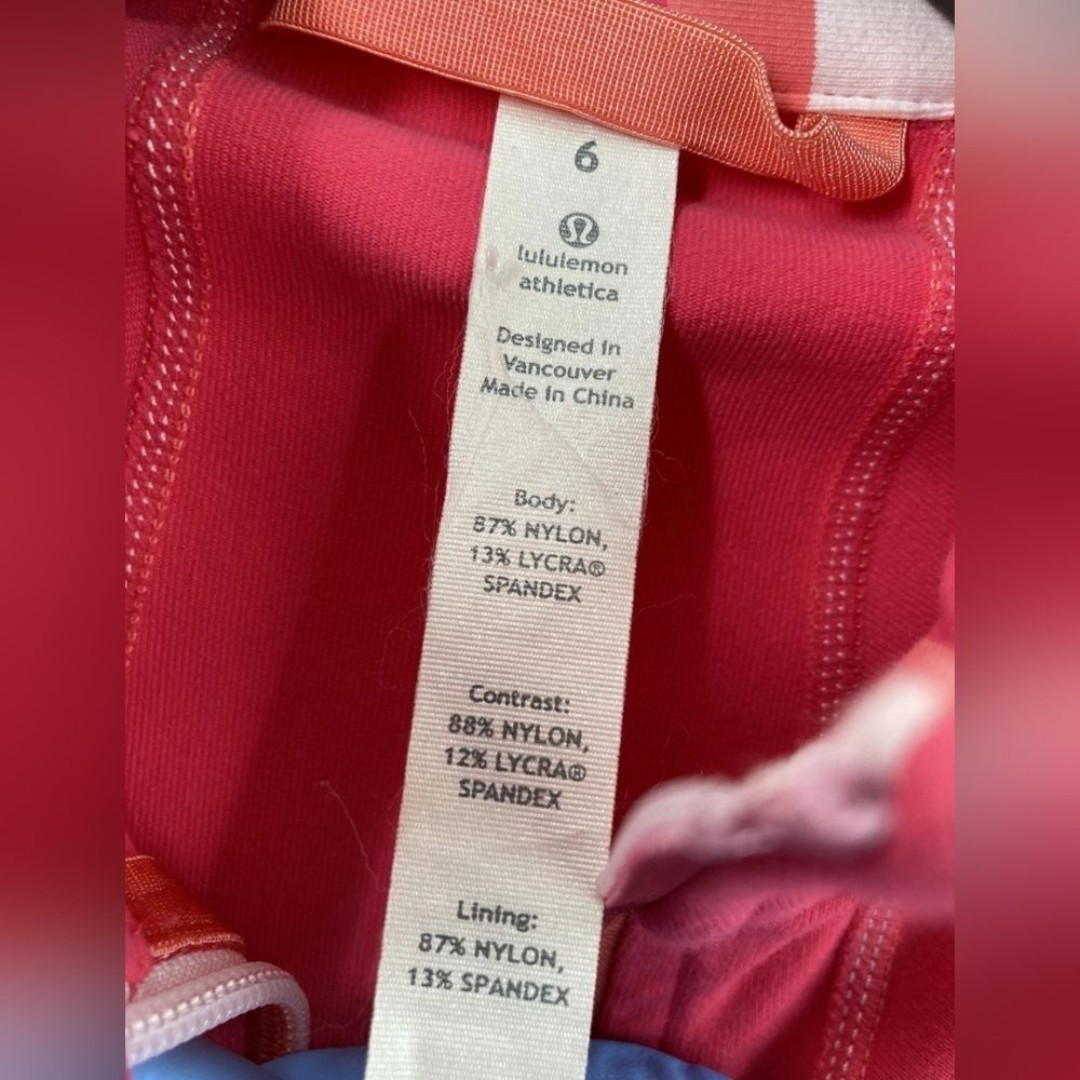 6
lululemon
athletica
Designed in
Vancouver
Made in China
Body:
87% NYLON,
13% LYCRA®
SPANDEX
Contrast:
88% NYLON,
12% LYCRA®
SPANDEX
Lining:
87% NYLON,
13% SPANDEX